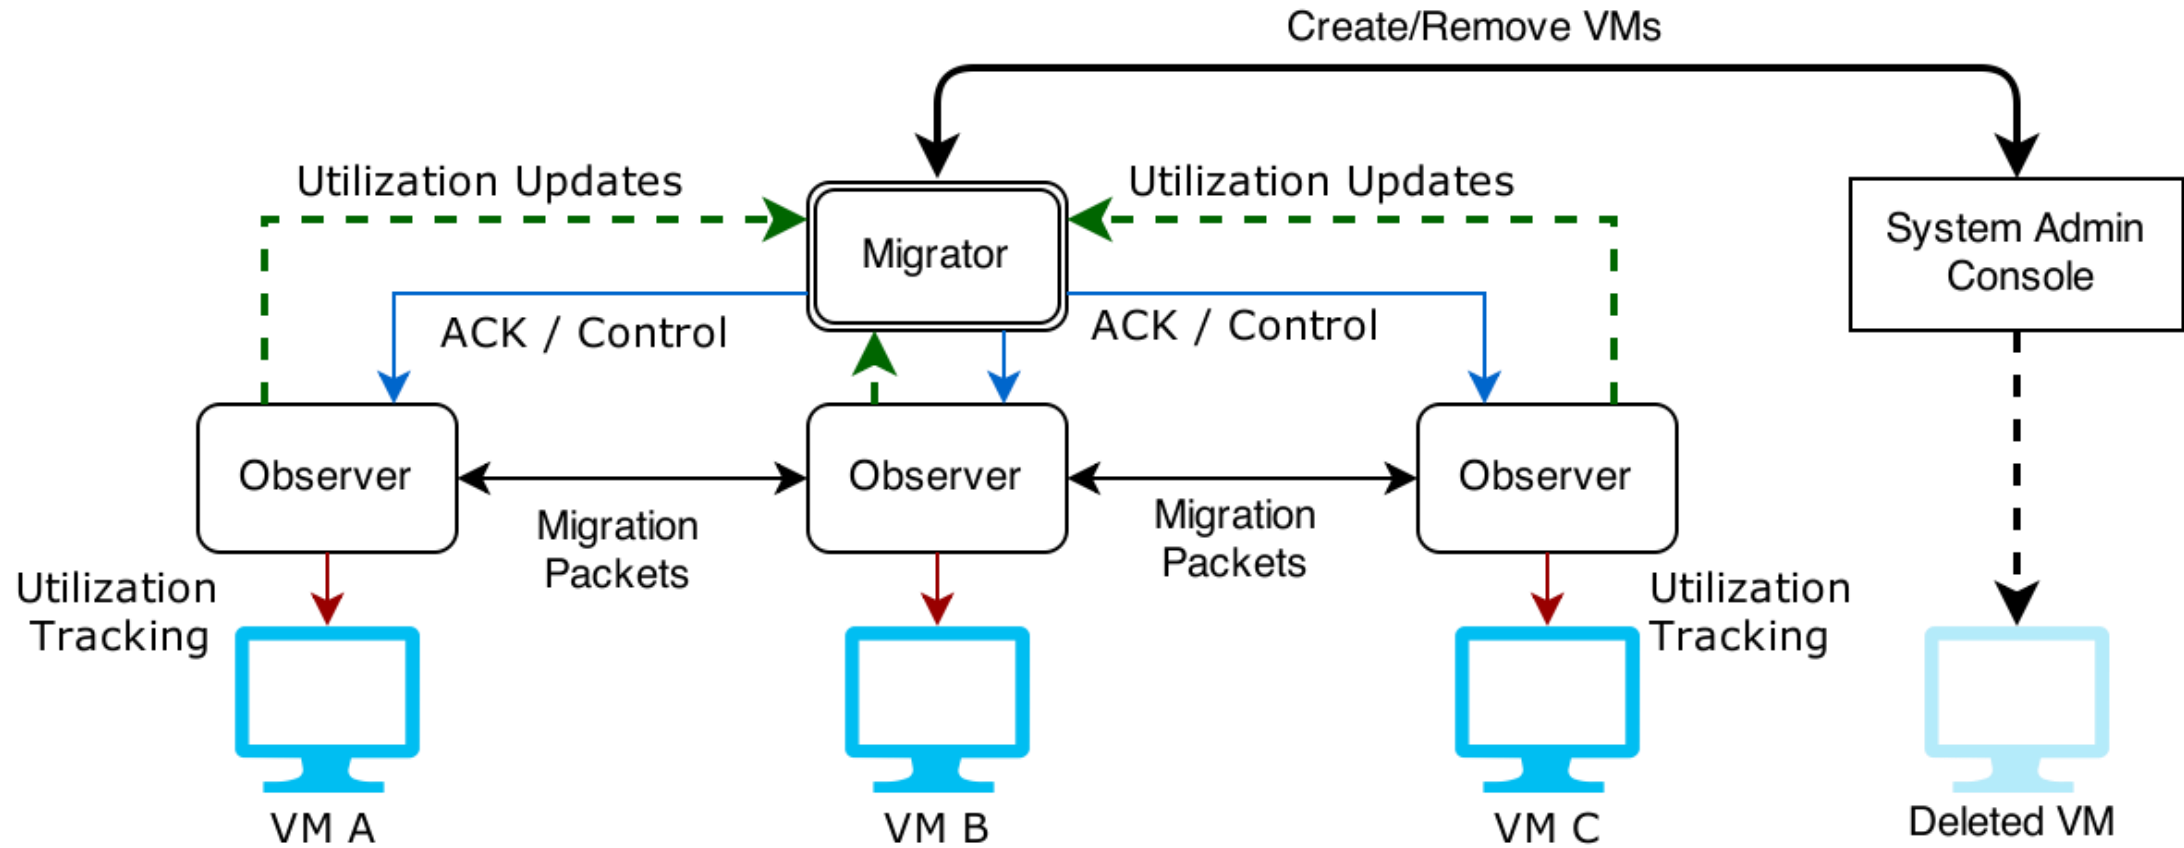 Create/Remove VMs
Utilization Updates
Utilization Updates
Migrator
System Admin
Console
ACK / Control
ACK / Control
Observer
Observer
Observer
Migration
Packets
Migration
Packets
Utilization
Tracking
Utilization
Tracking
VM A
VM B
VM C
Deleted VM